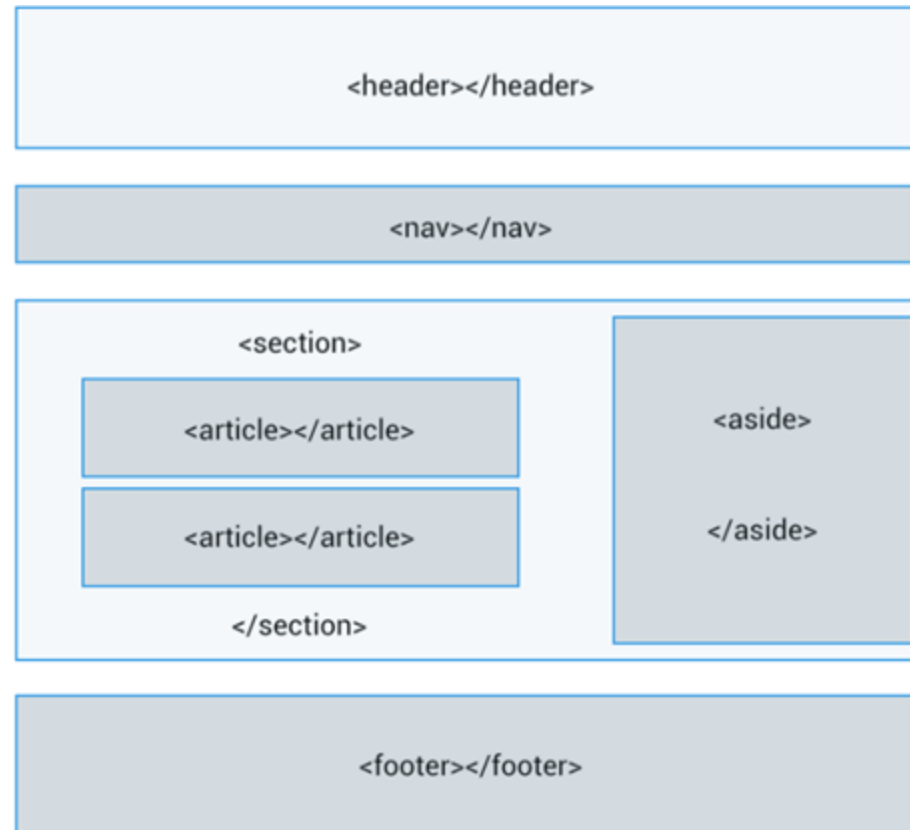 <header></header>
<nav></nav>
<section>
<article></article>
<article></article>
</section>
<aside>
</aside>
<footer></footer>